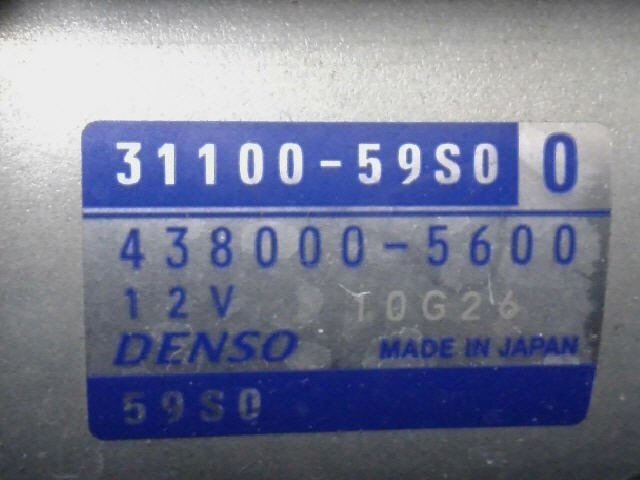 31100-59S0 0
438000-5600
12V 10G26
DENSO MADE IN JAPAN
59S0